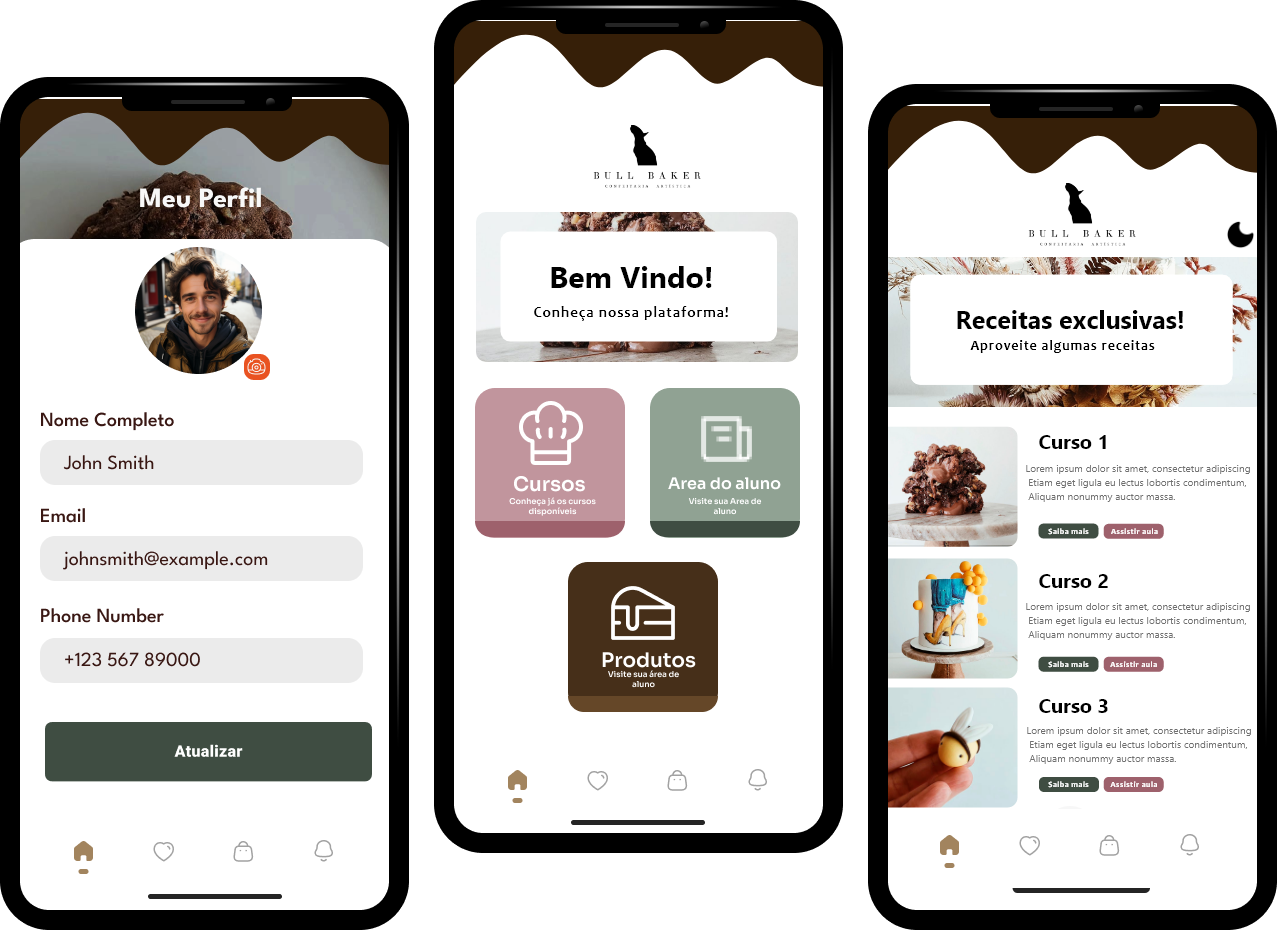 Meu Perfil
Nome Completo
John Smith
Email
johnsmith@example.com
Phone Number
+123 567 89000
Atualizar
BULL BAKER
CONFEITARIA ARTÍSTICA
Bem Vindo!
Conheça nossa plataforma!
Cursos
Conheça já os cursos
disponíveis
Area do aluno
Visite sua Area de
aluno
Produtos
Visite sua área de
aluno
BULL BAKER
CONFEITARIA ARTÍSTICA
Receitas exclusivas!
Aproveite algumas receitas
Curso 1
Lorem ipsum dolor sit amet, consectetur adipiscing
Etiam eget ligula eu lectus lobortis condimentum,
Aliquam nonummy auctor massa.
Saiba mais Assistir aula
Curso 2
Lorem ipsum dolor sit amet, consectetur adipiscing
Etiam eget ligula eu lectus lobortis condimentum,
Aliquam nonummy auctor massa.
Saiba mais Assistir aula
Curso 3
Lorem ipsum dolor sit amet, consectetur adipiscing
Etiam eget ligula eu lectus lobortis condimentum,
Aliquam nonummy auctor massa.
Saiba mais Assistir aula